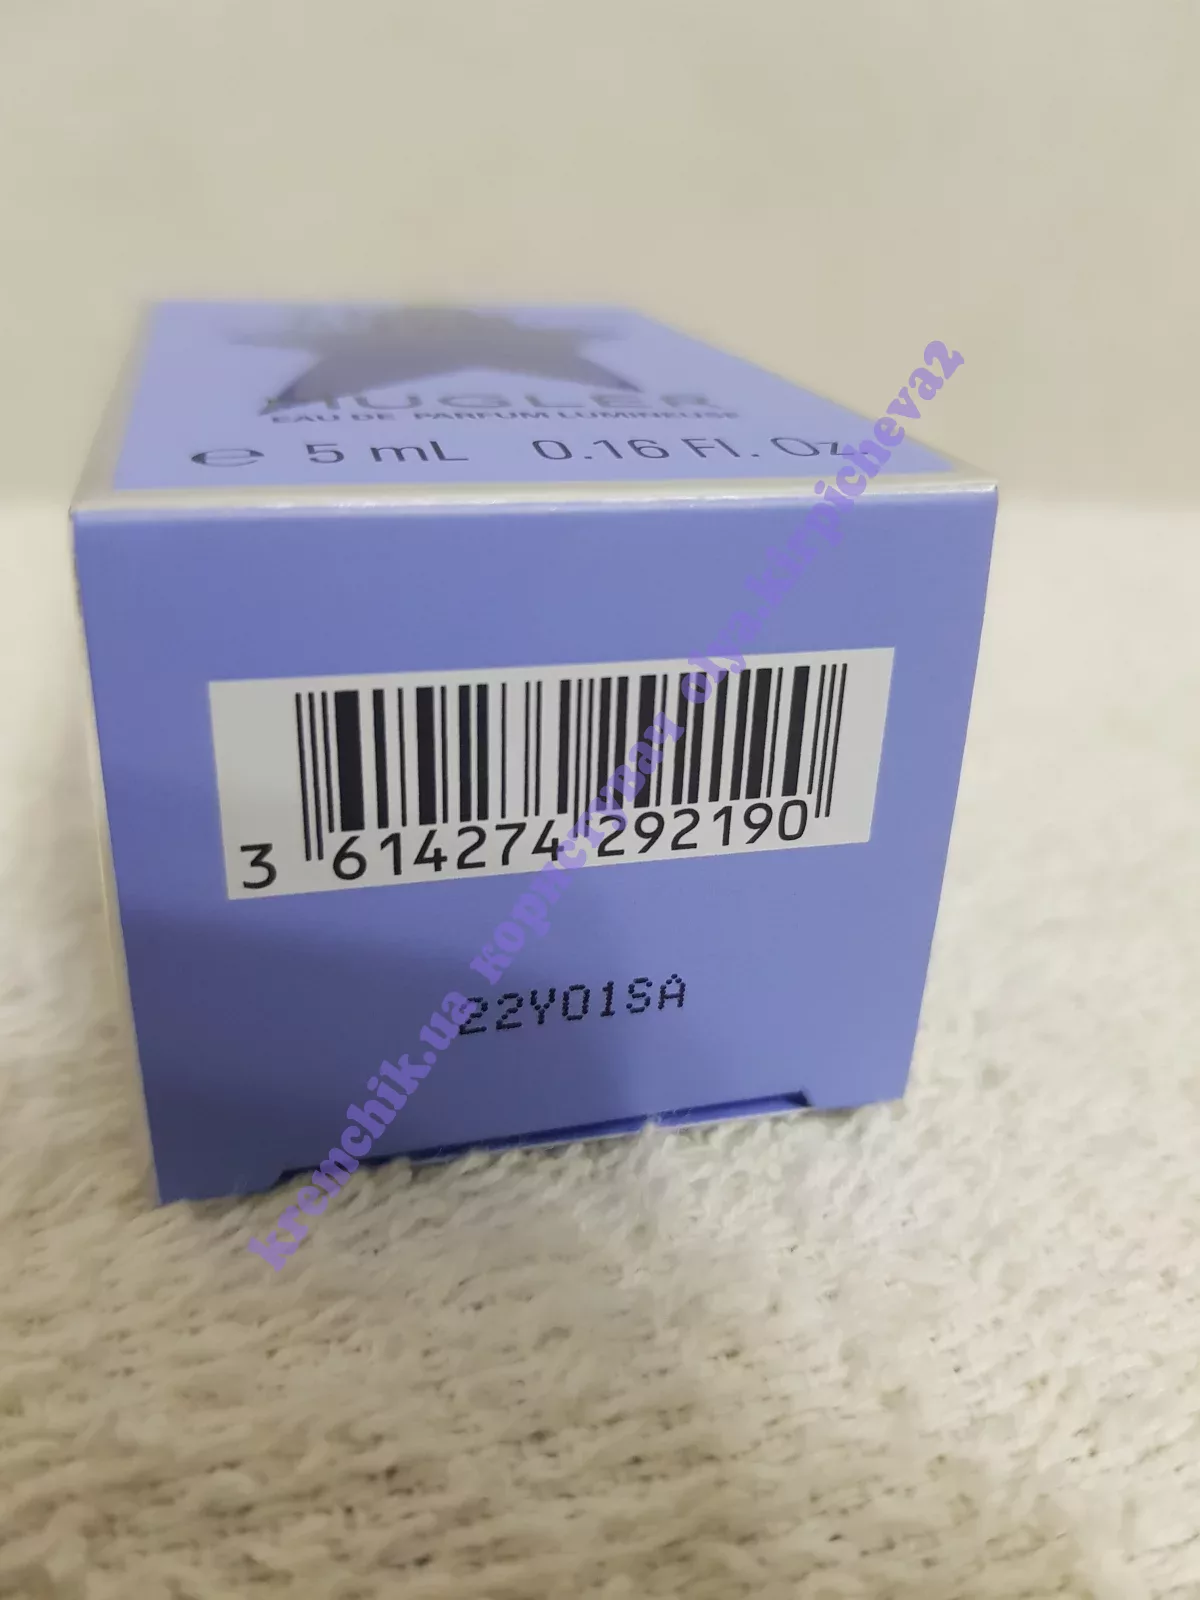 MUGLER
EAU DE PARFUM LUMINEUSE
e 5 mL 0.16 Fl. Oz.
3 614274 292190
22Y01SA
kremchik.ua користувач olya.kirpicheva2